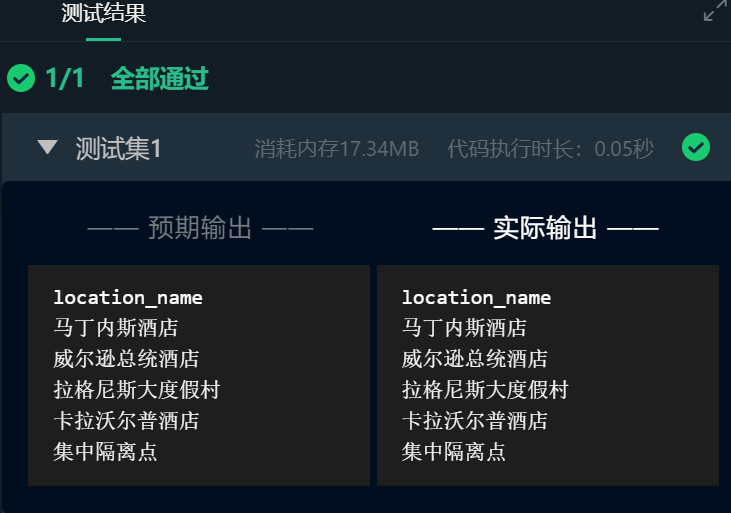 测试结果
1/1 全部通过
测试集1 消耗内存17.34MB 代码执行时长：0.05秒
—— 预期输出 —— —— 实际输出 ——
location_name location_name
马丁内斯酒店 马丁内斯酒店
威尔逊总统酒店 威尔逊总统酒店
拉格尼斯大度假村 拉格尼斯大度假村
卡拉沃尔普酒店 卡拉沃尔普酒店
集中隔离点 集中隔离点